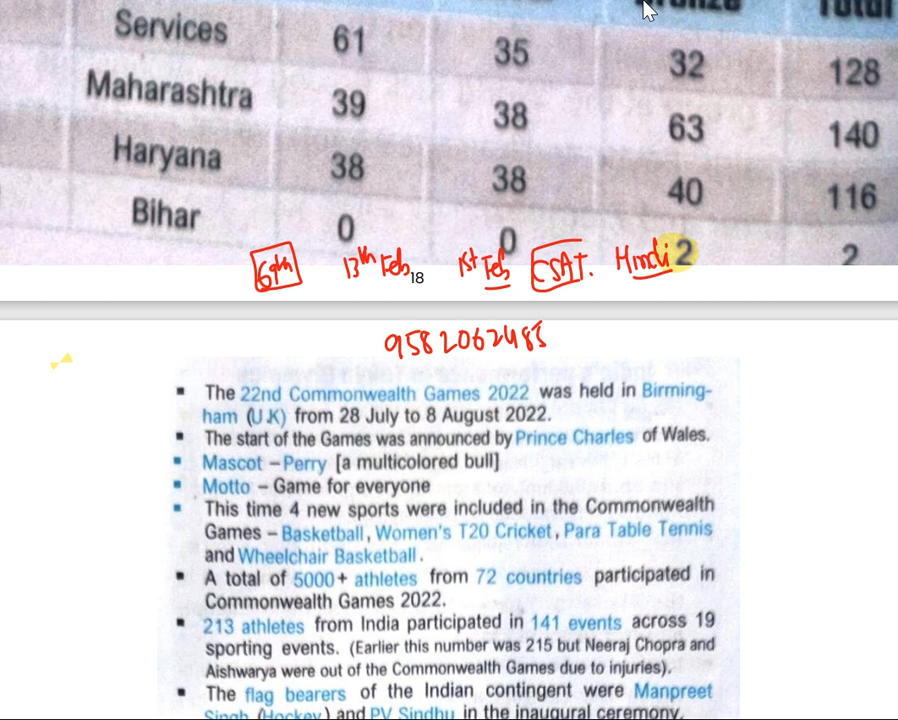 Total
Services 61 35 32 128
Maharashtra 39 38 63 140
Haryana 38 38 40 116
Bihar 0 0 2 2
13th Feb 18 1st Feb ESAT. Hindi
9582062485
▪ The 22nd Commonwealth Games 2022 was held in Birming-
ham (U.K) from 28 July to 8 August 2022.
▪ The start of the Games was announced by Prince Charles of Wales.
▪ Mascot – Perry [a multicolored bull]
▪ Motto – Game for everyone
▪ This time 4 new sports were included in the Commonwealth
Games – Basketball, Women's T20 Cricket, Para Table Tennis
and Wheelchair Basketball.
▪ A total of 5000+ athletes from 72 countries participated in
Commonwealth Games 2022.
▪ 213 athletes from India participated in 141 events across 19
sporting events. (Earlier this number was 215 but Neeraj Chopra and
Aishwarya were out of the Commonwealth Games due to injuries).
▪ The flag bearers of the Indian contingent were Manpreet
Singh (Hockey) and PV Sindhu in the inaugural ceremony.